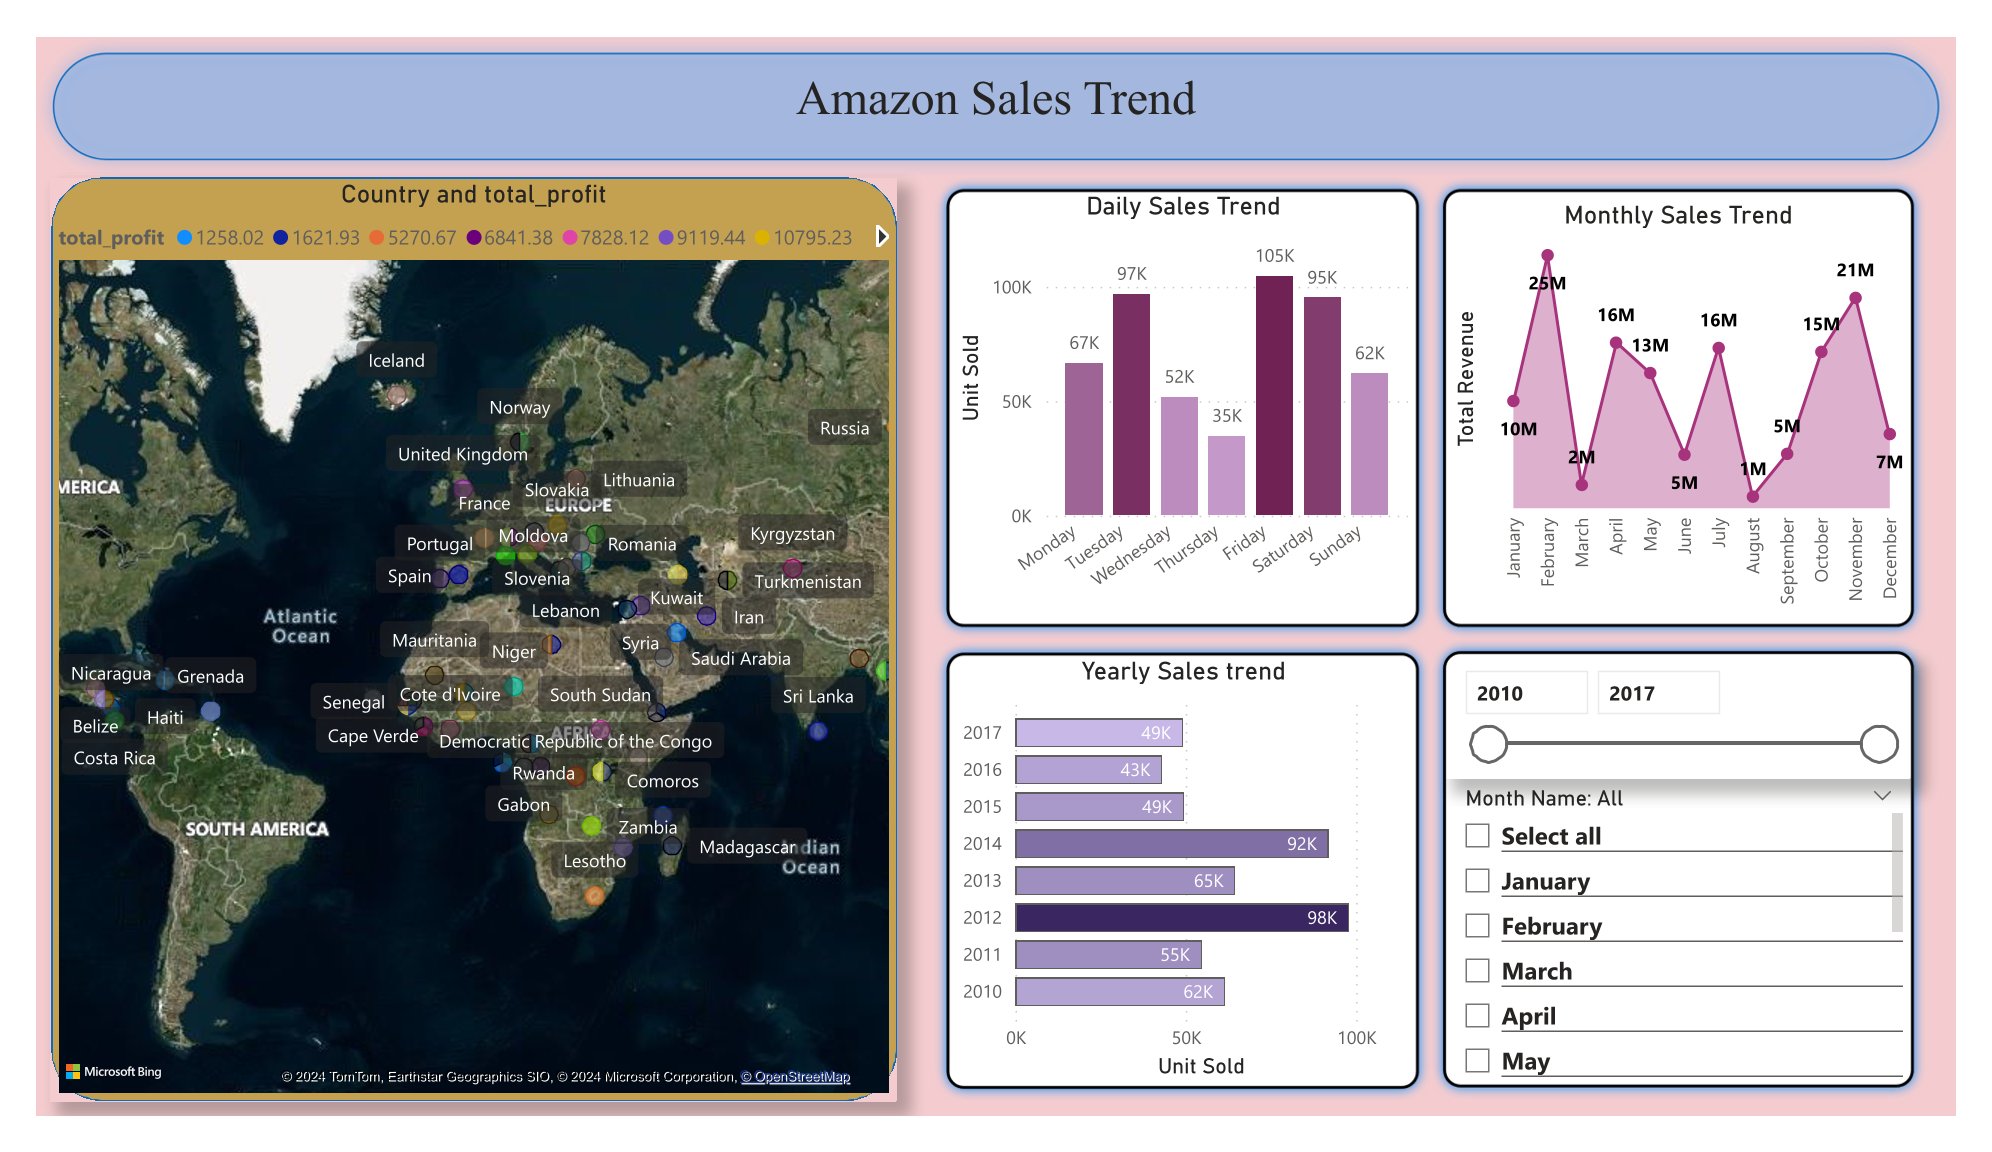 Amazon Sales Trend
Country and total_profit
total_profit 1258.02 1621.93 5270.67 6841.38 7828.12 9119.44 10795.23
Iceland
Norway
Russia
United Kingdom
Lithuania
MERICA
Slovakia
France
EUROPE
Kyrgyzstan
Moldova
Portugal
Romania
Spain
Slovenia
Turkmenistan
Kuwait
Lebanon
Iran
Atlantic
Ocean
Mauritania
Syria
Niger
Saudi Arabia
Nicaragua
Grenada
Cote d'Ivoire
South Sudan
Sri Lanka
Senegal
Haiti
Belize
AFRICA
Cape Verde
Democratic Republic of the Congo
Costa Rica
Rwanda
Comoros
Gabon
SOUTH AMERICA
Zambia
Madagascar
Indian
Ocean
Lesotho
Microsoft Bing
© 2024 TomTom, Earthstar Geographics SIO, © 2024 Microsoft Corporation, © OpenStreetMap
Daily Sales Trend
Unit Sold
100K
50K
0K
67K
97K
52K
35K
105K
95K
62K
Monday
Tuesday
Wednesday
Thursday
Friday
Saturday
Sunday
Monthly Sales Trend
Total Revenue
10M
25M
2M
16M
13M
5M
16M
1M
5M
15M
21M
7M
January
February
March
April
May
June
July
August
September
October
November
December
Yearly Sales trend
2017 49K
2016 43K
2015 49K
2014 92K
2013 65K
2012 98K
2011 55K
2010 62K
0K 50K 100K
Unit Sold
2010 2017
Month Name: All
Select all
January
February
March
April
May